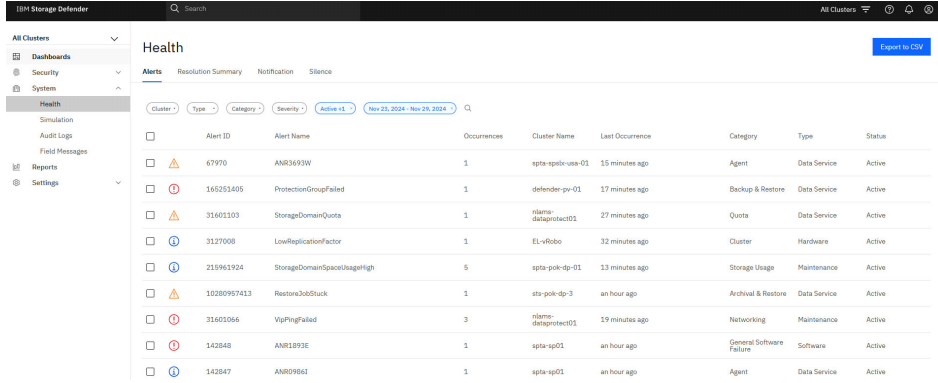 IBM Storage Defender
Search
All Clusters
All Clusters
Dashboards
Security
System
Health
Simulation
Audit Logs
Field Messages
Reports
Settings
Health
Export to CSV
Alerts Resolution Summary Notification Silence
Cluster Type Category Severity Active +1 Nov 23, 2024 - Nov 29, 2024
Alert ID Alert Name Occurrences Cluster Name Last Occurrence Category Type Status
67970 ANR3693W 1 spta-spslx-usa-01 15 minutes ago Agent Data Service Active
165251405 ProtectionGroupFailed 1 defender-pv-01 17 minutes ago Backup & Restore Data Service Active
31601103 StorageDomainQuota 1 nlams-dataprotect01 27 minutes ago Quota Data Service Active
3127008 LowReplicationFactor 1 EL-vRobo 32 minutes ago Cluster Hardware Active
215961924 StorageDomainSpaceUsageHigh 5 spta-pok-dp-01 13 minutes ago Storage Usage Maintenance Active
10280957413 RestoreJobStuck 1 sts-pok-dp-3 an hour ago Archival & Restore Data Service Active
31601066 VipPingFailed 3 nlams-dataprotect01 19 minutes ago Networking Maintenance Active
142848 ANR1893E 1 spta-sp01 an hour ago General Software Failure Software Active
142847 ANR0986I 1 spta-sp01 an hour ago Agent Data Service Active